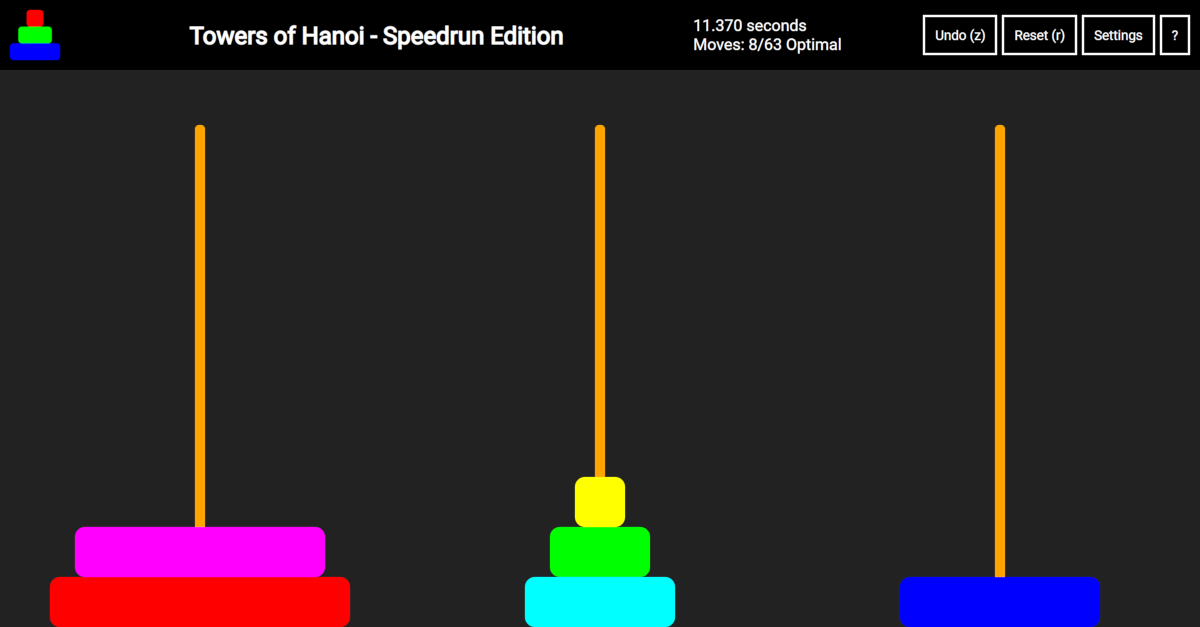 Towers of Hanoi - Speedrun Edition
11.370 seconds
Moves: 8/63 Optimal
Undo (z)
Reset (r)
Settings
?